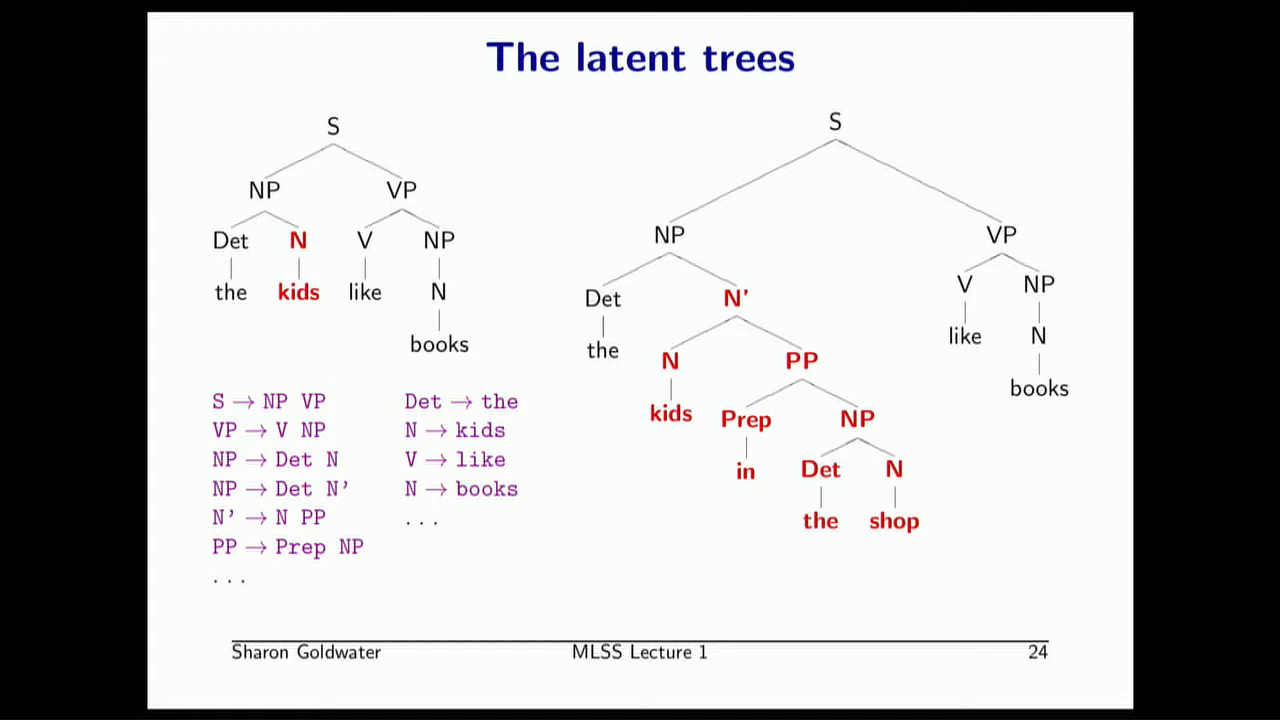 The latent trees
S
NP VP
Det N V NP
the kids like N
books
S
NP VP
Det N' V NP
the N PP like N
kids Prep NP books
in Det N
the shop
S → NP VP
VP → V NP
NP → Det N
NP → Det N'
N' → N PP
PP → Prep NP
...
Det → the
N → kids
V → like
N → books
...
Sharon Goldwater MLSS Lecture 1 24